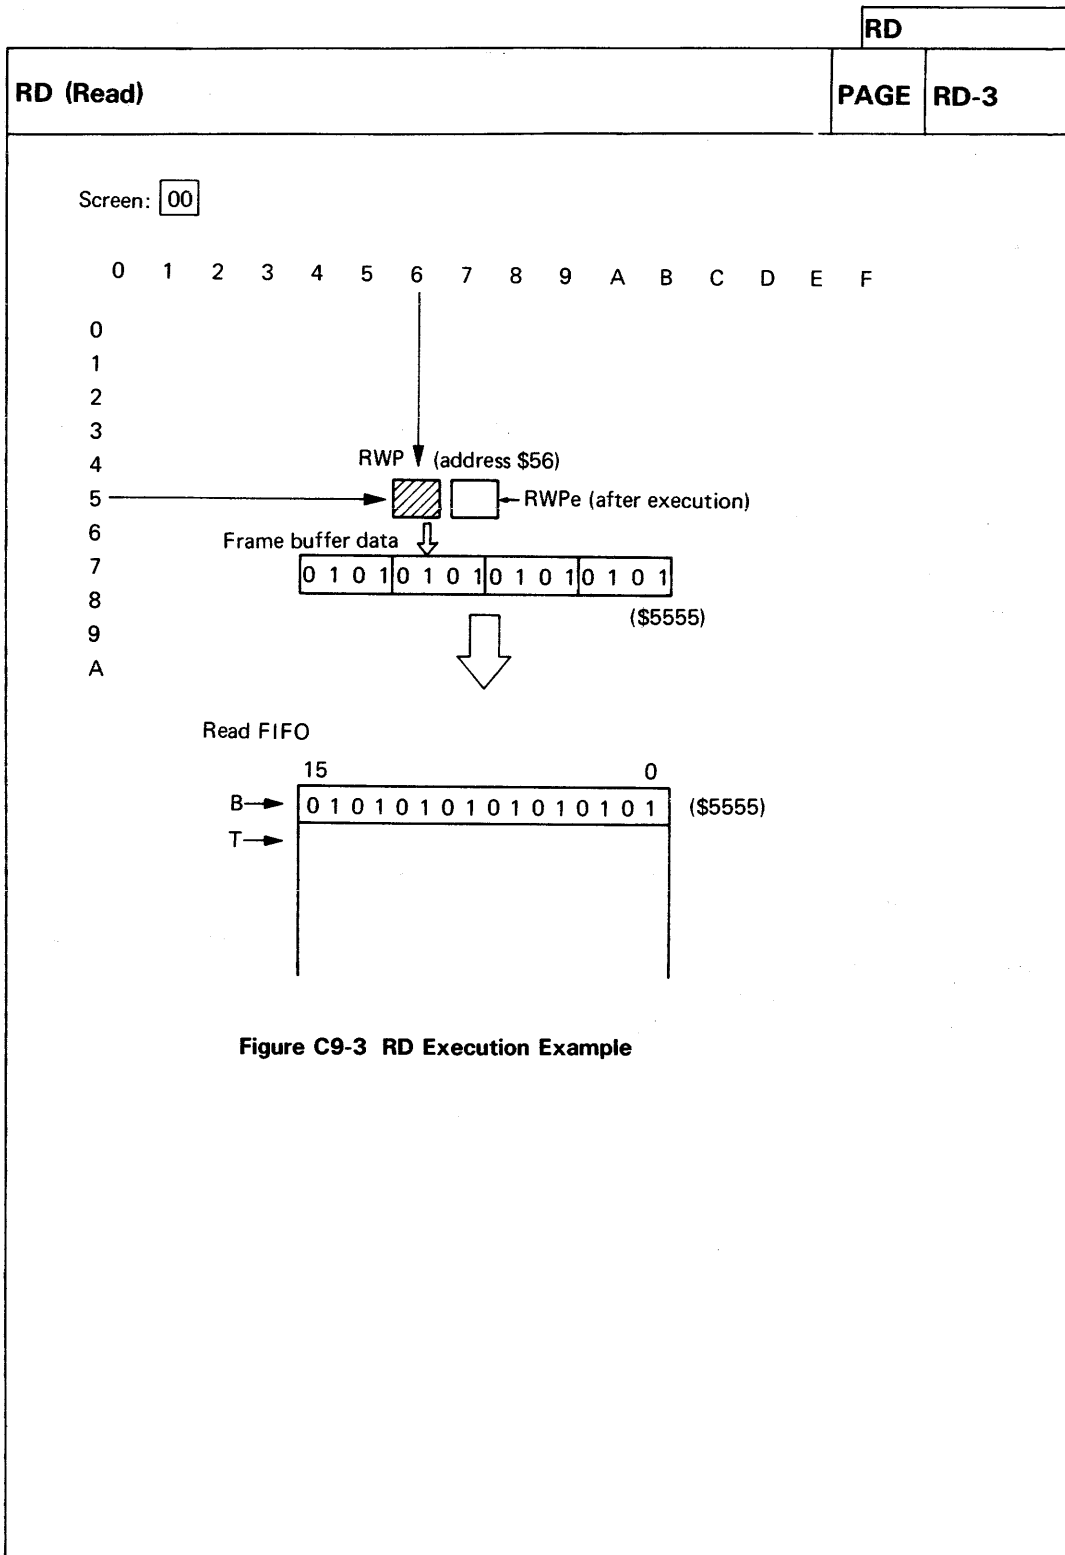 RD
RD (Read) PAGE RD-3
Screen: 00
0 1 2 3 4 5 6 7 8 9 A B C D E F
0
1
2
3
RWP (address $56)
4
5 RWPe (after execution)
6
Frame buffer data
7 0 1 0 1 0 1 0 1 0 1 0 1 0 1 0 1
8
($5555)
9
A
Read FIFO
15 0
B 0 1 0 1 0 1 0 1 0 1 0 1 0 1 0 1 ($5555)
T
Figure C9-3 RD Execution Example